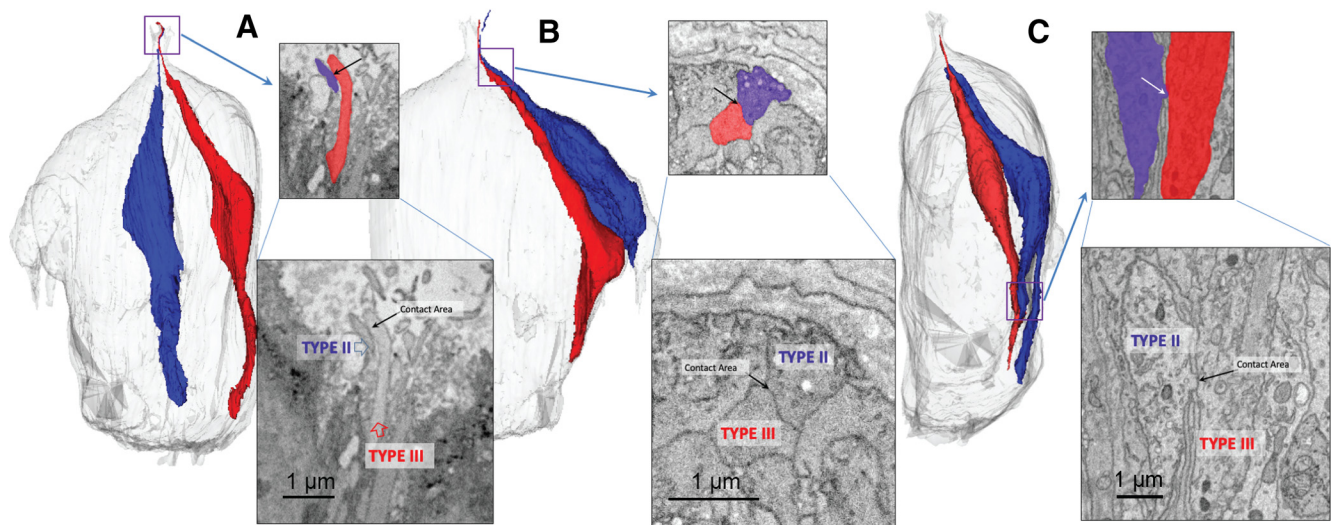 A
B
C
Contact Area
TYPE II
TYPE III
1 μm
TYPE II
Contact Area
TYPE III
1 μm
TYPE II
Contact Area
TYPE III
1 μm